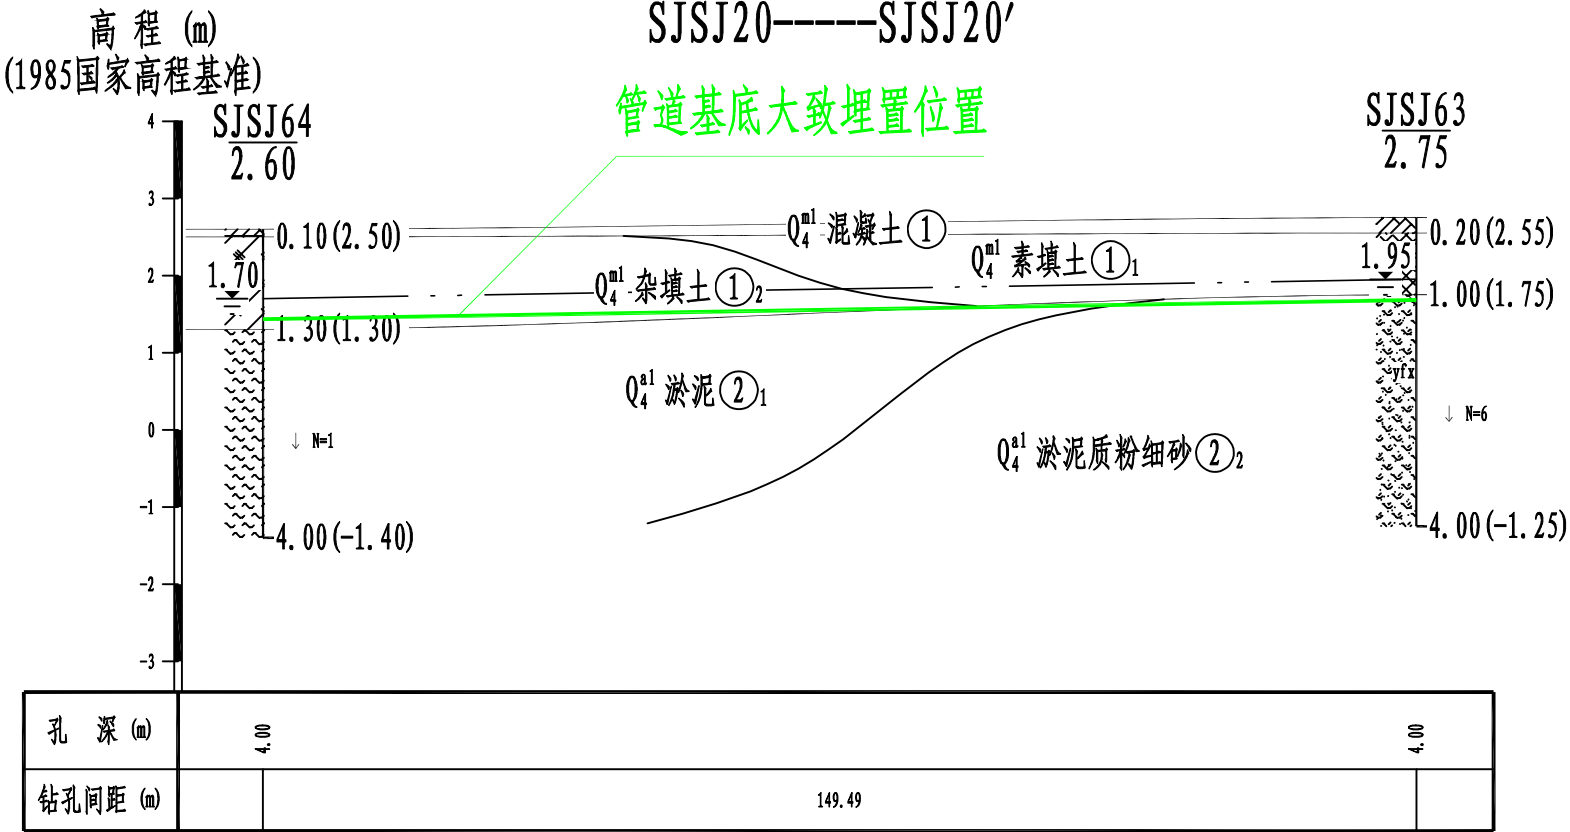 SJSJ20-----SJSJ20′
高 程 (m)
(1985国家高程基准)
管道基底大致埋置位置
SJSJ64
2.60
SJSJ63
2.75
4
3
2
1
0
-1
-2
-3
0.10(2.50)
1.70
1.30(1.30)
N=1
4.00(-1.40)
Q4ml 混凝土①
Q4ml 素填土①1
Q4ml 杂填土①2
Q4al 淤泥②1
Q4al 淤泥质粉细砂②2
0.20(2.55)
1.95
1.00(1.75)
yfx
N=6
4.00(-1.25)
孔 深 (m)
4.00
4.00
钻孔间距 (m)
149.49